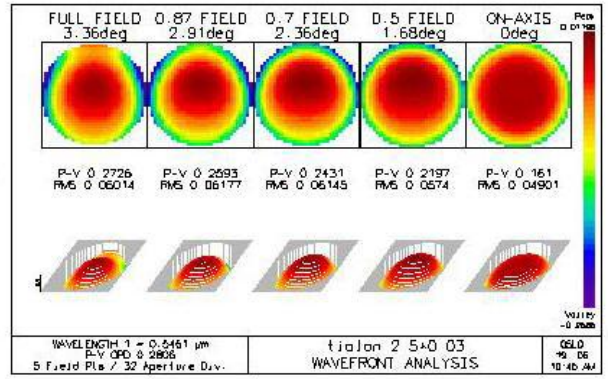 FULL FIELD 0.87 FIELD 0.7 FIELD 0.5 FIELD ON-AXIS
3.36deg 2.91deg 2.36deg 1.68deg 0deg
P-V 0 2726 P-V 0 2593 P-V 0 2431 P-V 0 2197 P-V 0 161
RMS 0 06014 RMS 0 06177 RMS 0 06145 RMS 0 0574 RMS 0 04901
Valley
WAVELENGTH 1 = 0.5461 µm
P-V OPD 0 2806
5 Field Pts / 32 Aperture Div.
WAVEFRONT ANALYSIS
OSLO
10:40 AM